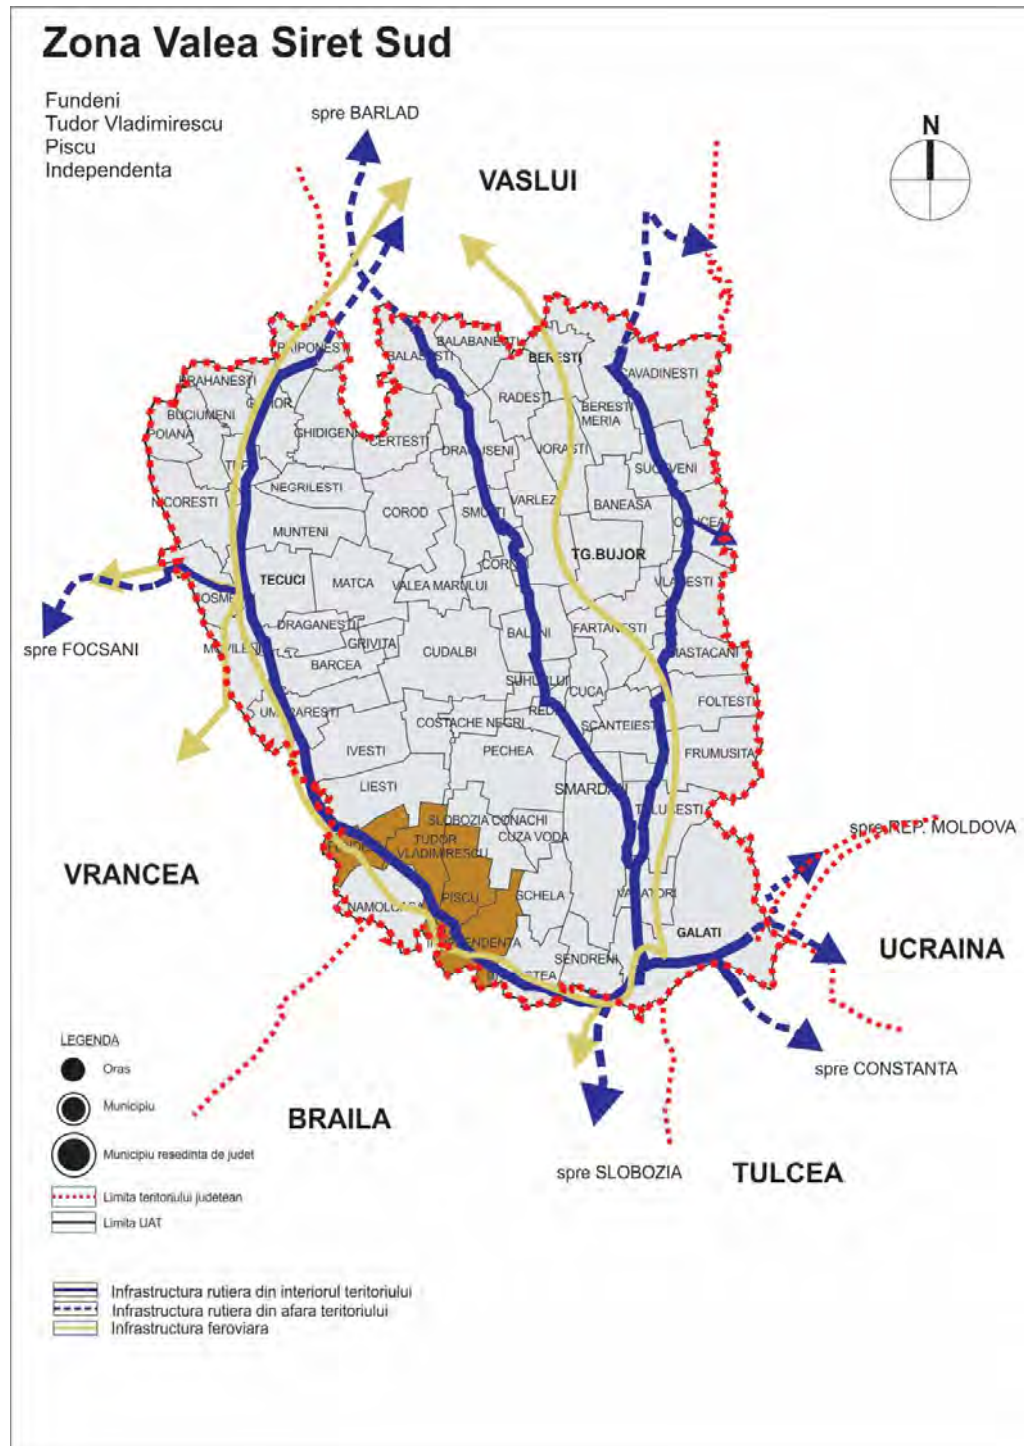 Zona Valea Siret Sud
Fundeni
Tudor Vladimirescu
Piscu
Independenta
spre BARLAD
N
VASLUI
BALABANESTI
BERESTI
CAVADINESTI
RADESTI
BERESTI
MERIA
BUCIUMENI
POIANA
GHIDIGENI
CERTESTI
JORASTI
NICORESTI
NEGRILESTI
COROD
VARLEZ
BANEASA
MUNTENI
TG.BUJOR
TECUCI
MATCA
VALEA MARULUI
DRAGANESTI
GRIVITA
BARCEA
CUDALBI
FARTANESTI
spre FOCSANI
CUCA
FOLTESTI
COSTACHE NEGRI
SCANTEIESTI
IVESTI
PECHEA
FRUMUSITA
LIESTI
SLOBOZIA CONACHI
CUZA VODA
TUDOR
VLADIMIRESCU
spre REP. MOLDOVA
VRANCEA
PISCU
SCHELA
GALATI
SENDRENI
UCRAINA
spre CONSTANTA
LEGENDA
Oras
Municipiu
Municipiu resedinta de judet
Limita teritoriului judetean
Limita UAT
BRAILA
spre SLOBOZIA
TULCEA
Infrastructura rutiera din interiorul teritoriului
Infrastructura rutiera din afara teritoriului
Infrastructura feroviara